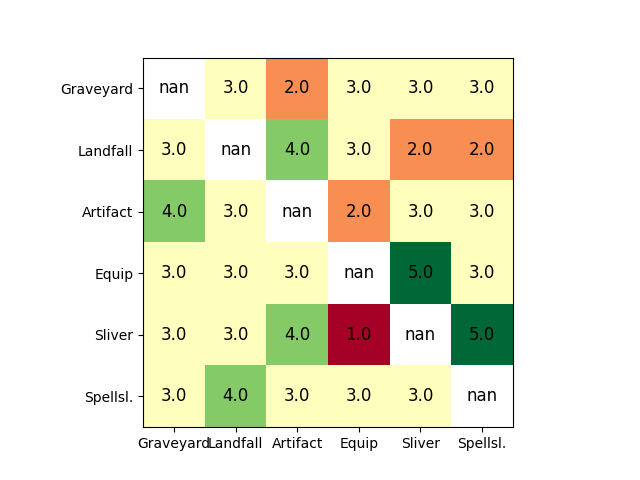 Graveyard nan 3.0 2.0 3.0 3.0 3.0
Landfall 3.0 nan 4.0 3.0 2.0 2.0
Artifact 4.0 3.0 nan 2.0 3.0 3.0
Equip 3.0 3.0 3.0 nan 5.0 3.0
Sliver 3.0 3.0 4.0 1.0 nan 5.0
Spellsl. 3.0 4.0 3.0 3.0 3.0 nan
Graveyard Landfall Artifact Equip Sliver Spellsl.